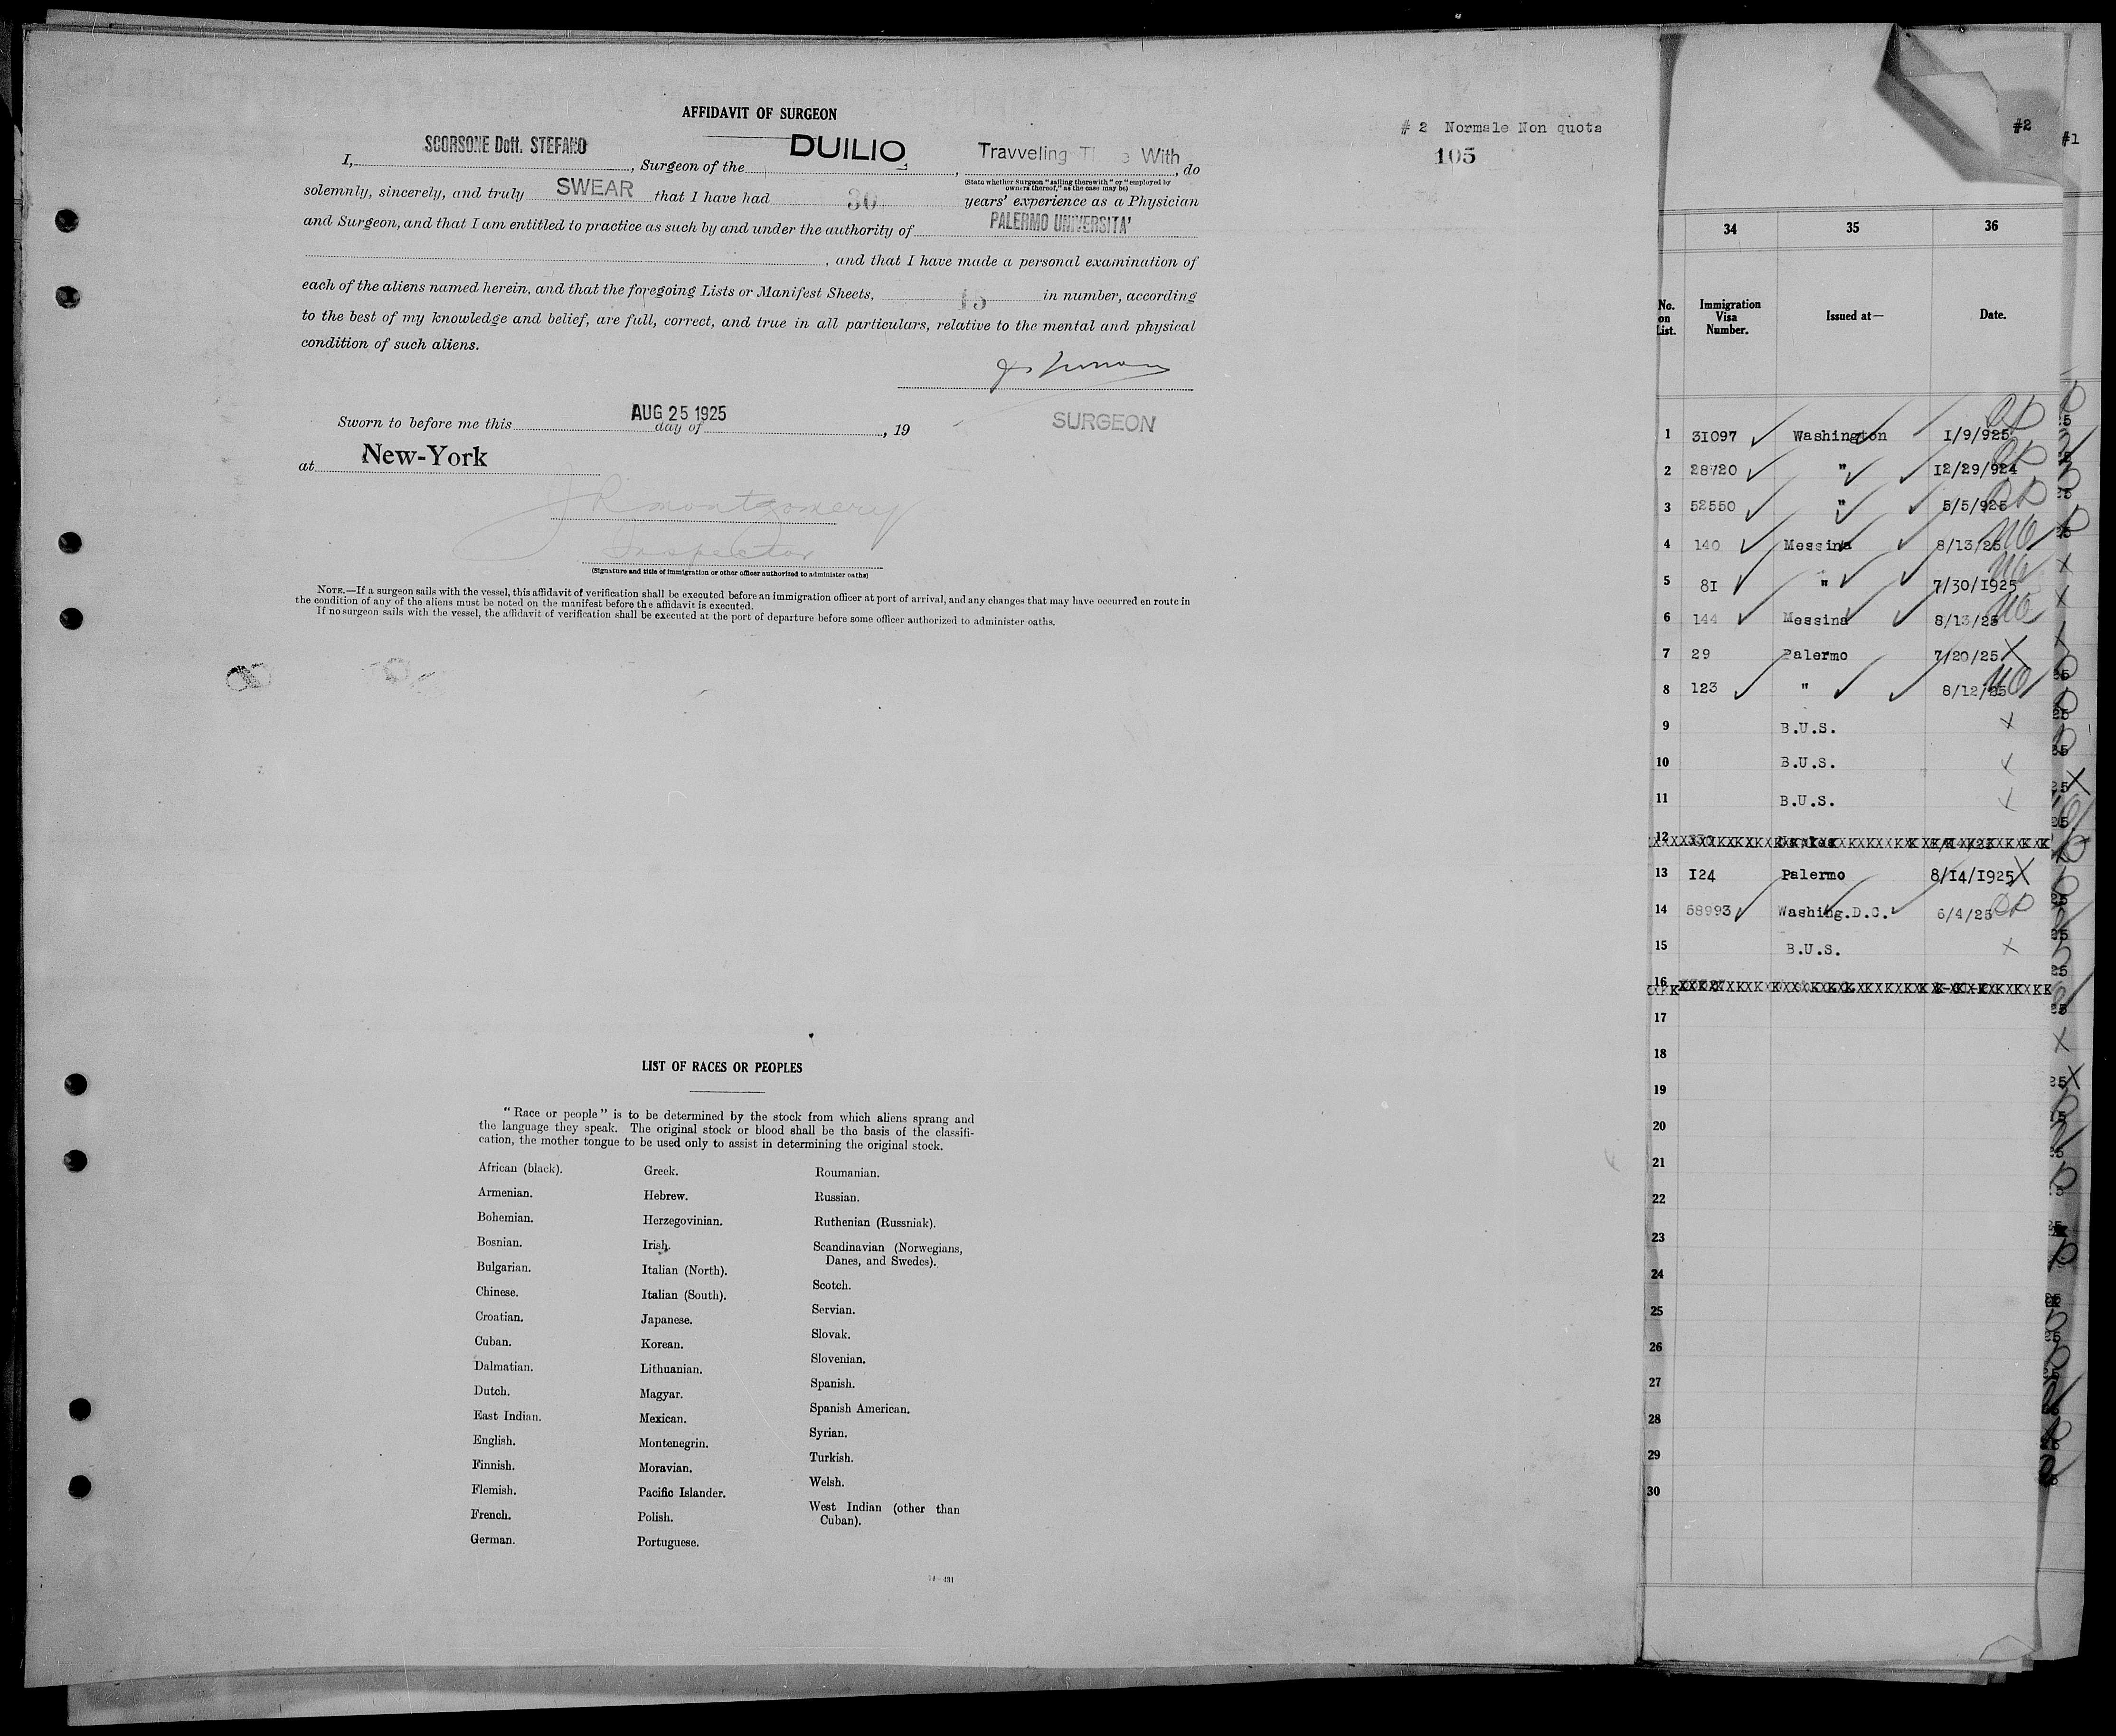 AFFIDAVIT OF SURGEON
# 2 Normale Non quota
105
I, SCORSONE Dott. STEFANO, Surgeon of the DUILIO, Travveling With, do
(State whether Surgeon "sailing therewith" or "employed by owners thereof," as the case may be)
solemnly, sincerely, and truly SWEAR that I have had 30 years' experience as a Physician
and Surgeon, and that I am entitled to practice as such by and under the authority of PALERMO UNIVERSITA'
, and that I have made a personal examination of
each of the aliens named herein, and that the foregoing Lists or Manifest Sheets, 15 in number, according
to the best of my knowledge and belief, are full, correct, and true in all particulars, relative to the mental and physical
condition of such aliens.
SURGEON
Sworn to before me this AUG 25 1925 day of , 19
at New-York
J R Montgomery
Inspector
(Signature and title of immigration or other officer authorized to administer oaths)
NOTE.—If a surgeon sails with the vessel, this affidavit of verification shall be executed before an immigration officer at port of arrival, and any changes that may have occurred en route in
the condition of any of the aliens must be noted on the manifest before the affidavit is executed.
If no surgeon sails with the vessel, the affidavit of verification shall be executed at the port of departure before some officer authorized to administer oaths.
LIST OF RACES OR PEOPLES
"Race or people" is to be determined by the stock from which aliens sprang and
the language they speak. The original stock or blood shall be the basis of the classifi-
cation, the mother tongue to be used only to assist in determining the original stock.
African (black).
Armenian.
Bohemian.
Bosnian.
Bulgarian.
Chinese.
Croatian.
Cuban.
Dalmatian.
Dutch.
East Indian.
English.
Finnish.
Flemish.
French.
German.
Greek.
Hebrew.
Herzegovinian.
Irish.
Italian (North).
Italian (South).
Japanese.
Korean.
Lithuanian.
Magyar.
Mexican.
Montenegrin.
Moravian.
Pacific Islander.
Polish.
Portuguese.
Roumanian.
Russian.
Ruthenian (Russniak).
Scandinavian (Norwegians,
Danes, and Swedes).
Scotch.
Servian.
Slovak.
Slovenian.
Spanish.
Spanish American.
Syrian.
Turkish.
Welsh.
West Indian (other than
Cuban).
#2
#1
34 35 36
No. on List. Immigration Visa Number. Issued at— Date.
1 31097 Washington 1/9/925
2 28720 " 12/29/924
3 52550 " 5/5/925
4 140 Messina 8/13/25
5 81 " 7/30/1925
6 144 Messina 8/13/25
7 29 Palermo 7/20/25
8 123 " 8/12/25
9 B.U.S.
10 B.U.S.
11 B.U.S.
12
13 124 Palermo 8/14/1925
14 58993 Washing.D.C. 6/4/25
15 B.U.S.
16
17
18
19
20
21
22
23
24
25
26
27
28
29
30